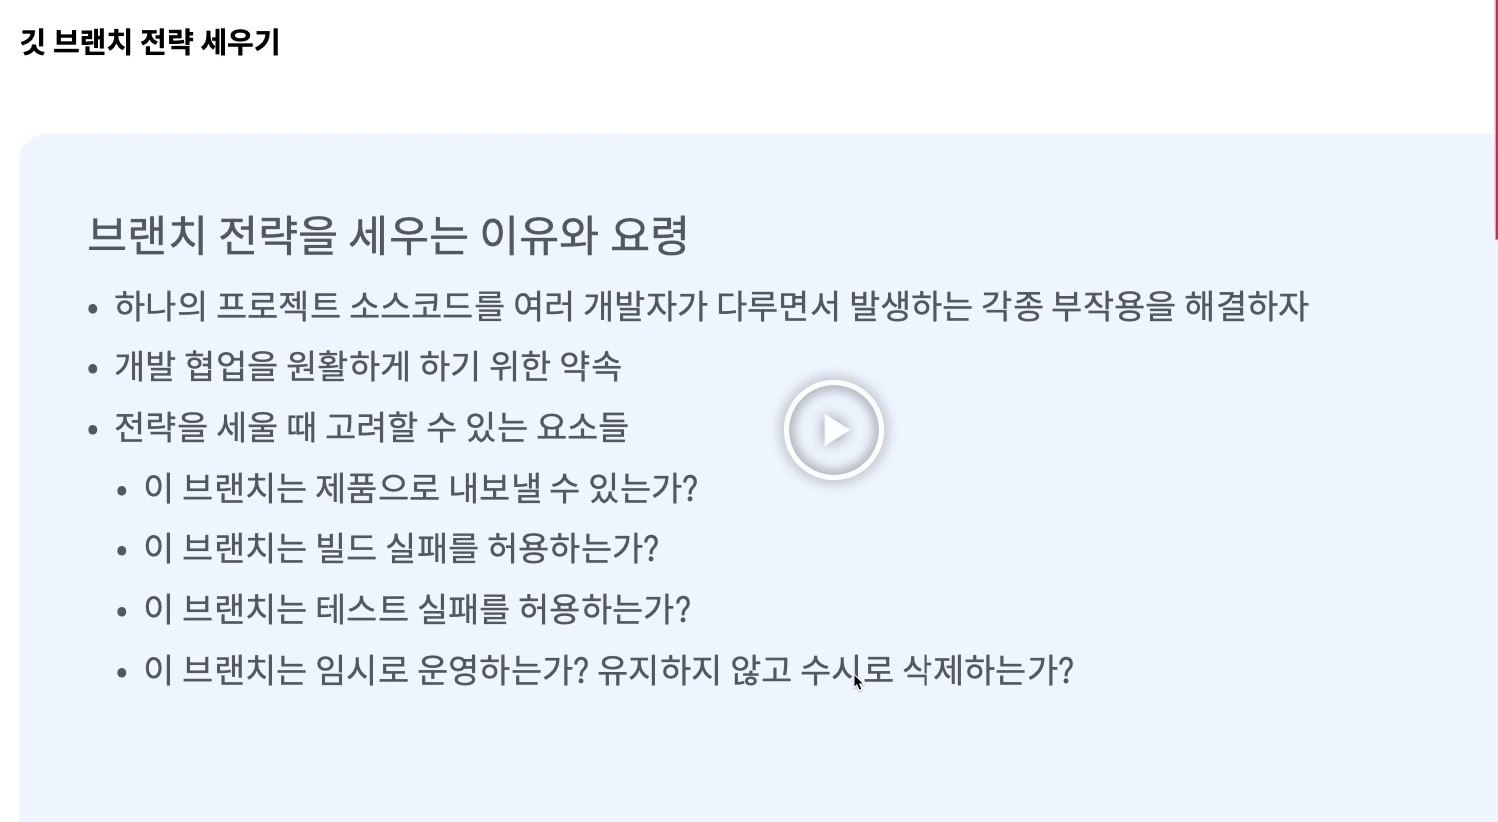 깃 브랜치 전략 세우기
브랜치 전략을 세우는 이유와 요령
• 하나의 프로젝트 소스코드를 여러 개발자가 다루면서 발생하는 각종 부작용을 해결하자
• 개발 협업을 원활하게 하기 위한 약속
• 전략을 세울 때 고려할 수 있는 요소들
• 이 브랜치는 제품으로 내보낼 수 있는가?
• 이 브랜치는 빌드 실패를 허용하는가?
• 이 브랜치는 테스트 실패를 허용하는가?
• 이 브랜치는 임시로 운영하는가? 유지하지 않고 수시로 삭제하는가?